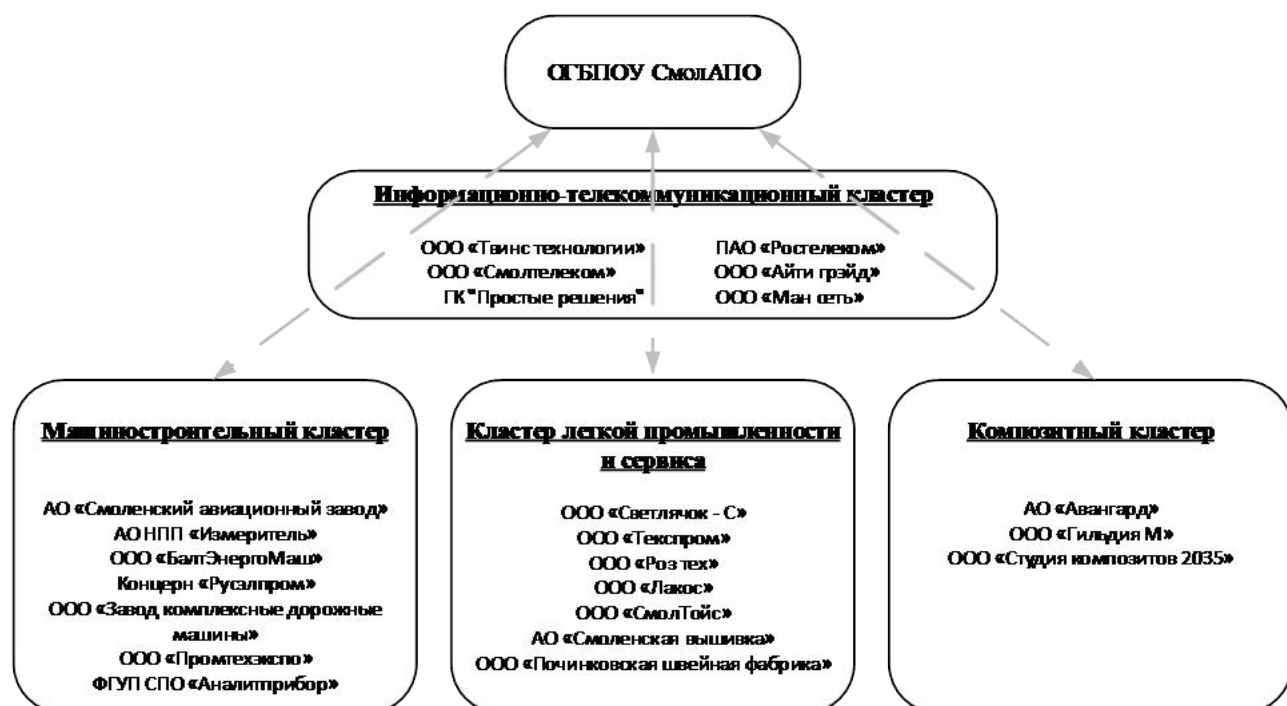 ОГБПОУ СмолАПО
Информационно-телекоммуникационный кластер
ООО «Твинс технологии»
ООО «Смолтелеком»
ГК "Простые решения"
ПАО «Ростелеком»
ООО «Айти грэйд»
ООО «Ман сеть»
Машиностроительный кластер
АО «Смоленский авиационный завод»
АО НПП «Измеритель»
ООО «БалтЭнергоМаш»
Концерн «Русэлпром»
ООО «Завод комплексные дорожные
машины»
ООО «Промтехэкспо»
ФГУП СПО «Аналитприбор»
Кластер легкой промышленности
и сервиса
ООО «Светлячок - С»
ООО «Текспром»
ООО «Роз тех»
ООО «Лакос»
ООО «СмолТойс»
АО «Смоленская вышивка»
ООО «Починковская швейная фабрика»
Композитный кластер
АО «Авангард»
ООО «Гильдия М»
ООО «Студия композитов 2035»